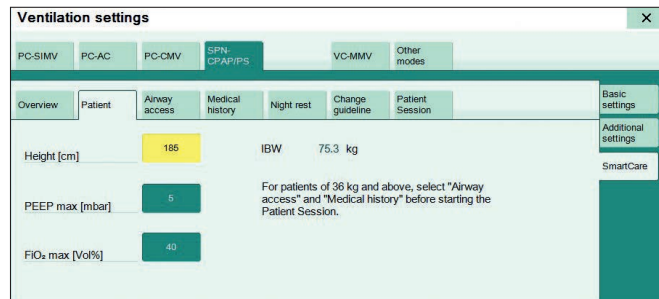 Ventilation settings
PC-SIMV
PC-AC
PC-CMV
SPN-
CPAP/PS
VC-MMV
Other
modes
Overview
Patient
Airway
access
Medical
history
Night rest
Change
guideline
Patient
Session
Basic
settings
Additional
settings
SmartCare
Height [cm]
185
IBW 75.3 kg
PEEP max [mbar]
5
For patients of 36 kg and above, select "Airway
access" and "Medical history" before starting the
Patient Session.
FiO₂ max [Vol%]
40